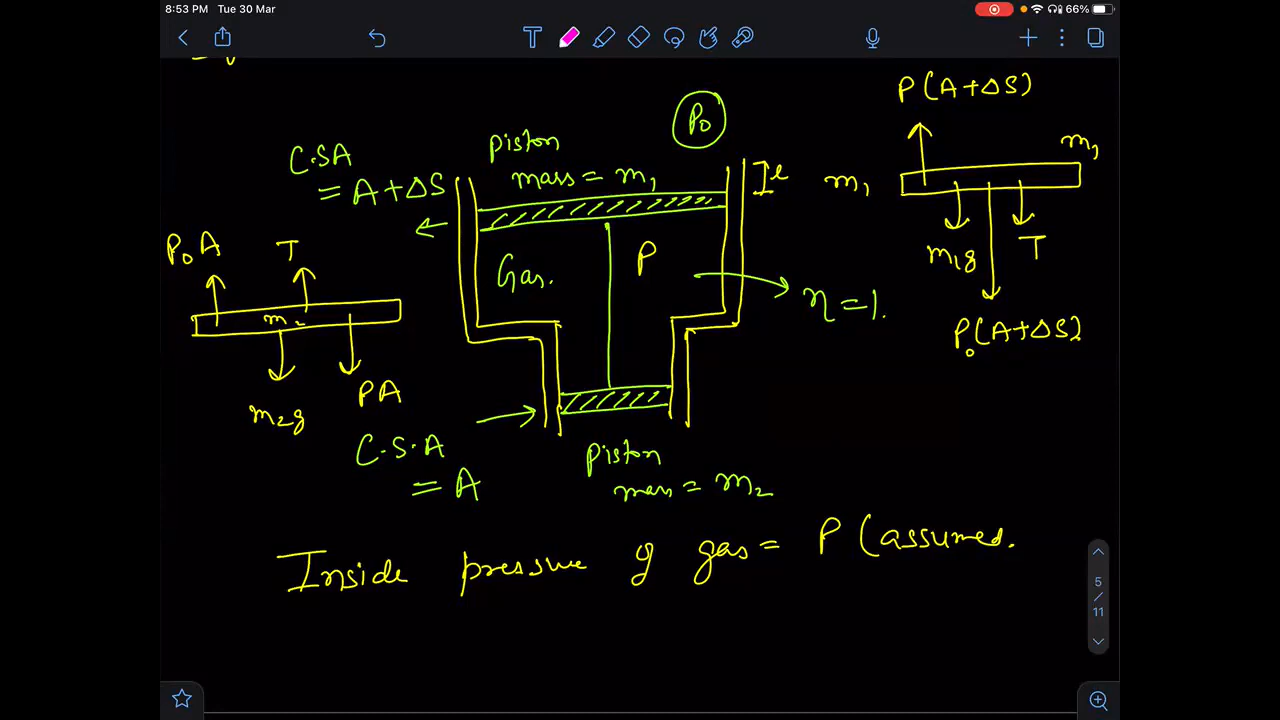 8:53 PM Tue 30 Mar
66%
T
P(A+ΔS)
m₁
m₁g
T
P₀(A+ΔS)
m₁
P₀
piston
mass = m₁
C.SA
= A+ΔS
l
Gas.
P
η=1.
P₀A
T
m₂
m₂g
PA
C.S.A
= A
piston
mass = m₂
Inside pressure of gas = P (assumed.
5
/
11